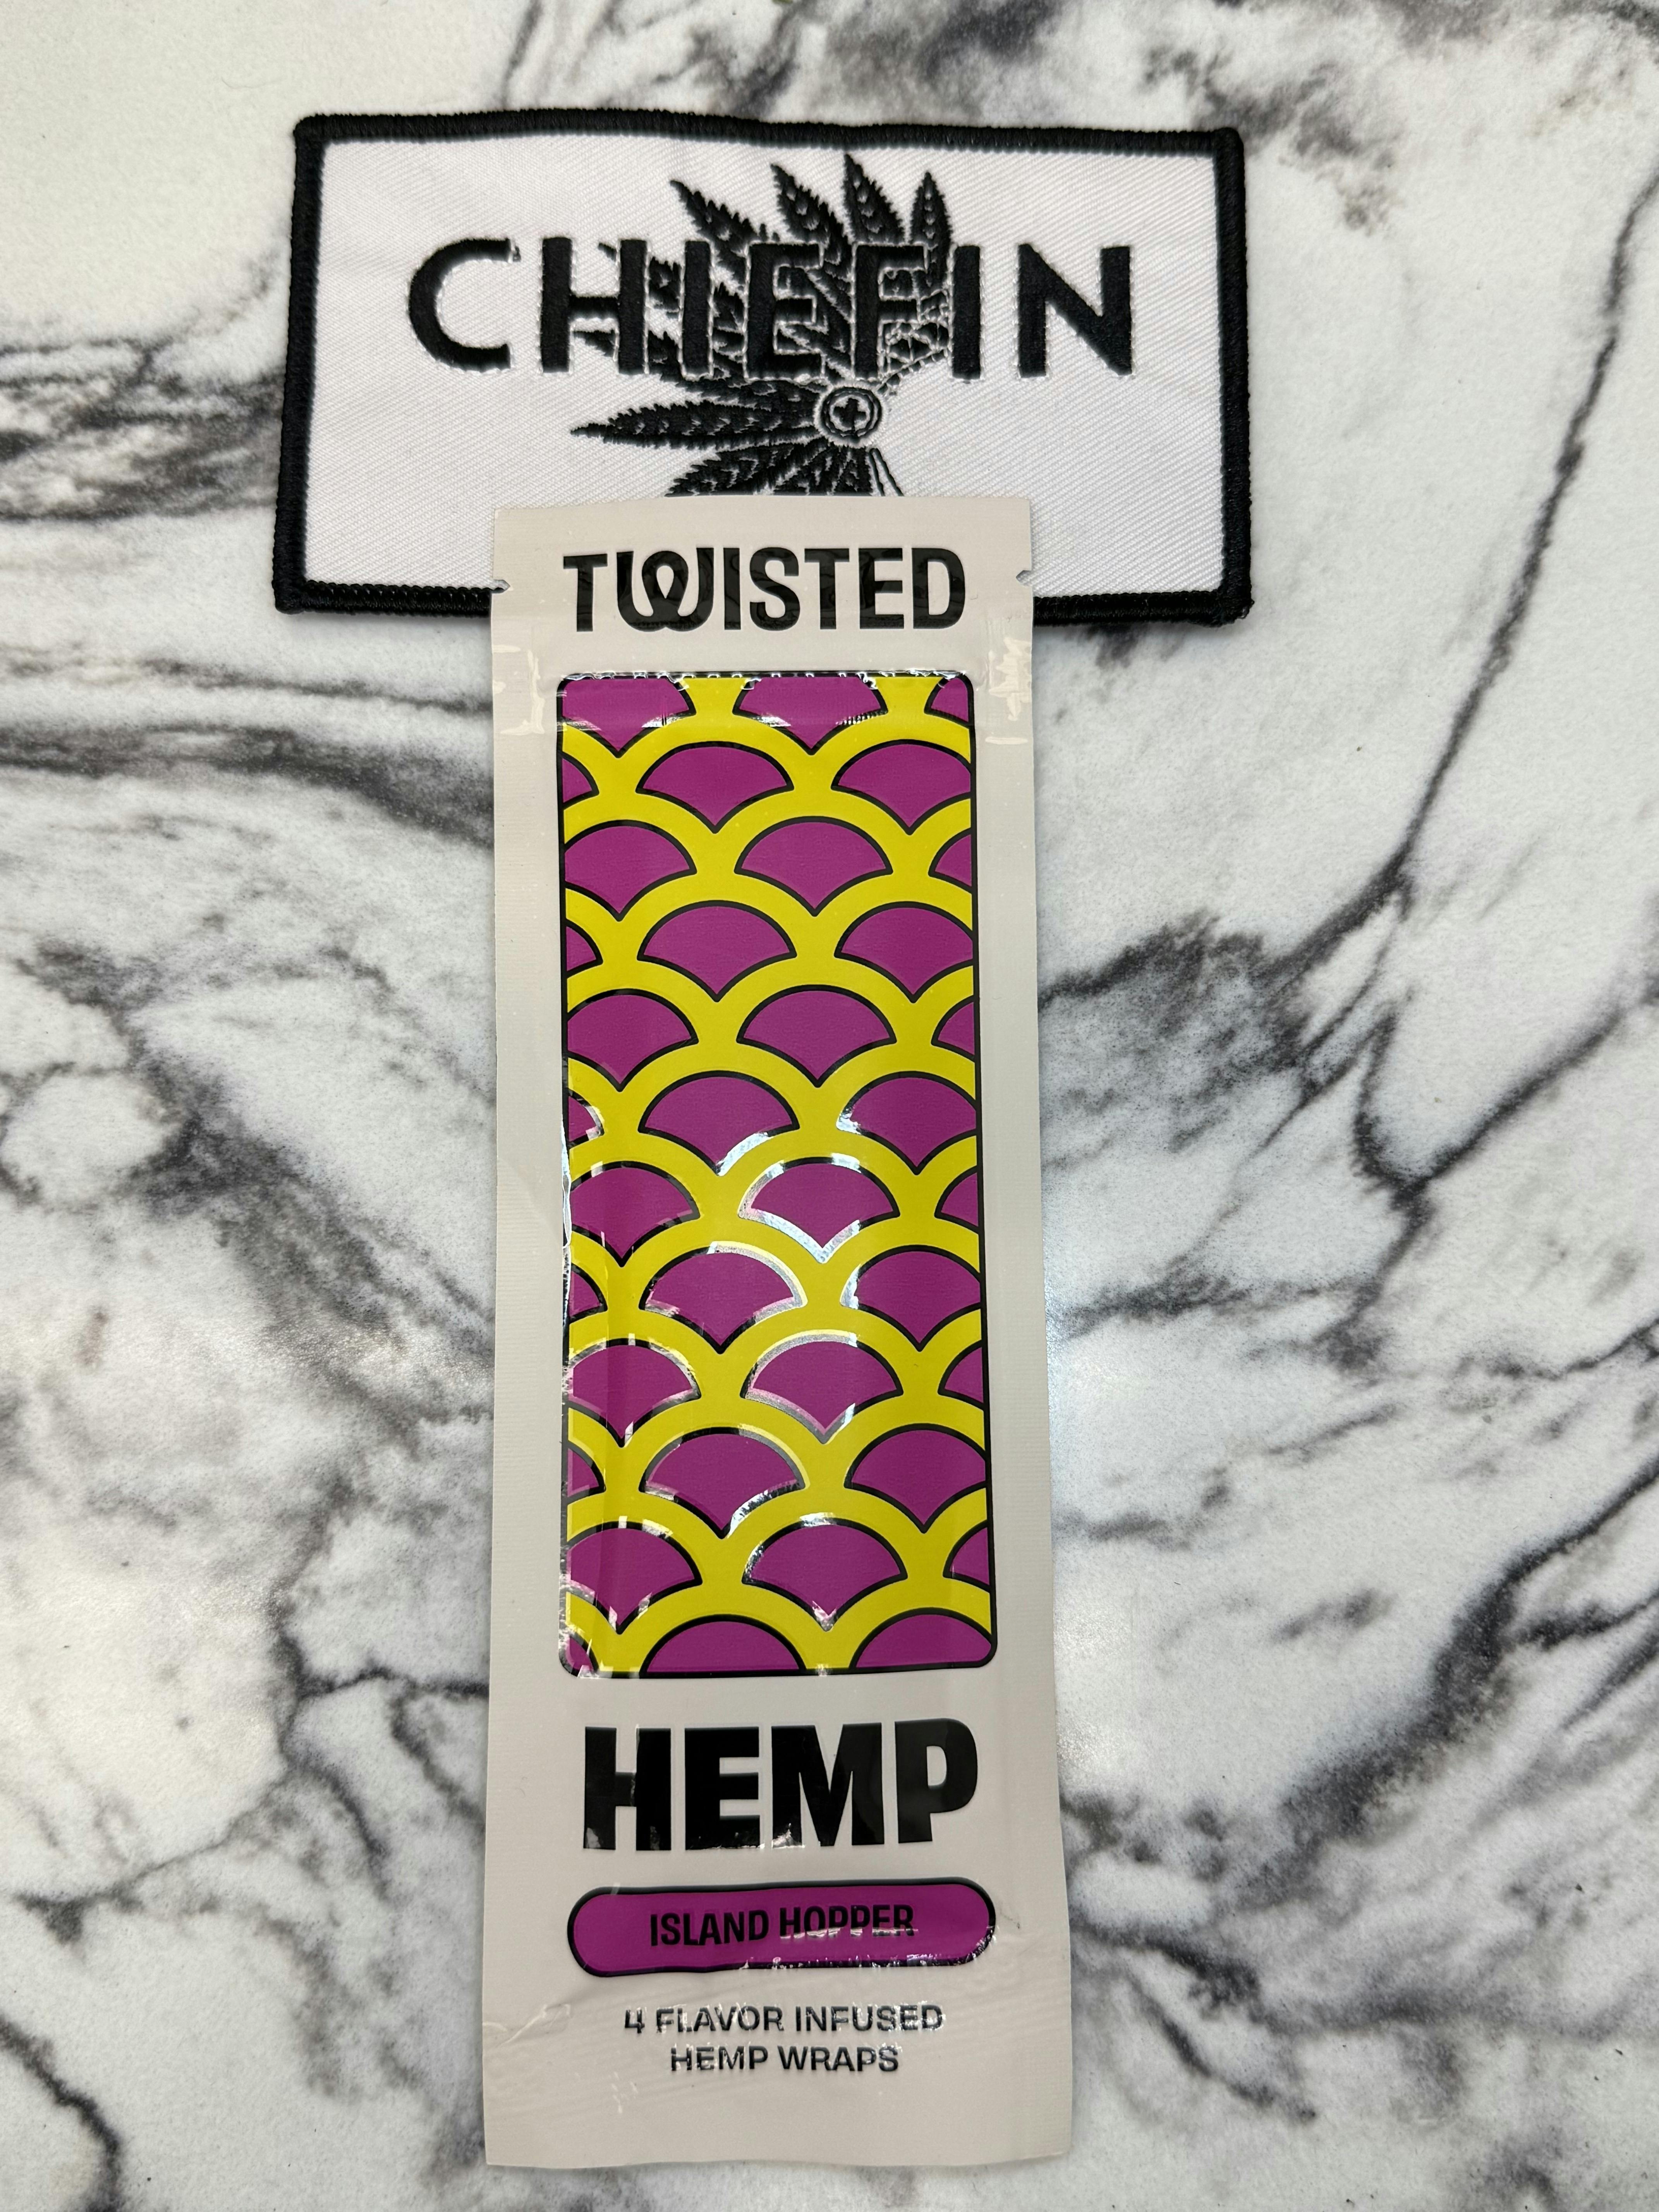 CHIEFIN
TWISTED
HEMP
ISLAND HOPPER
4 FLAVOR INFUSED
HEMP WRAPS